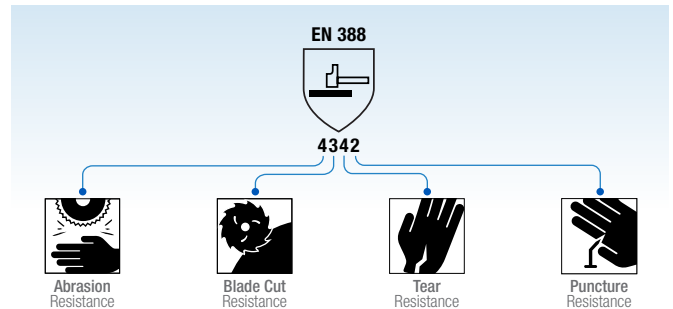 EN 388
4342
Abrasion
Resistance
Blade Cut
Resistance
Tear
Resistance
Puncture
Resistance